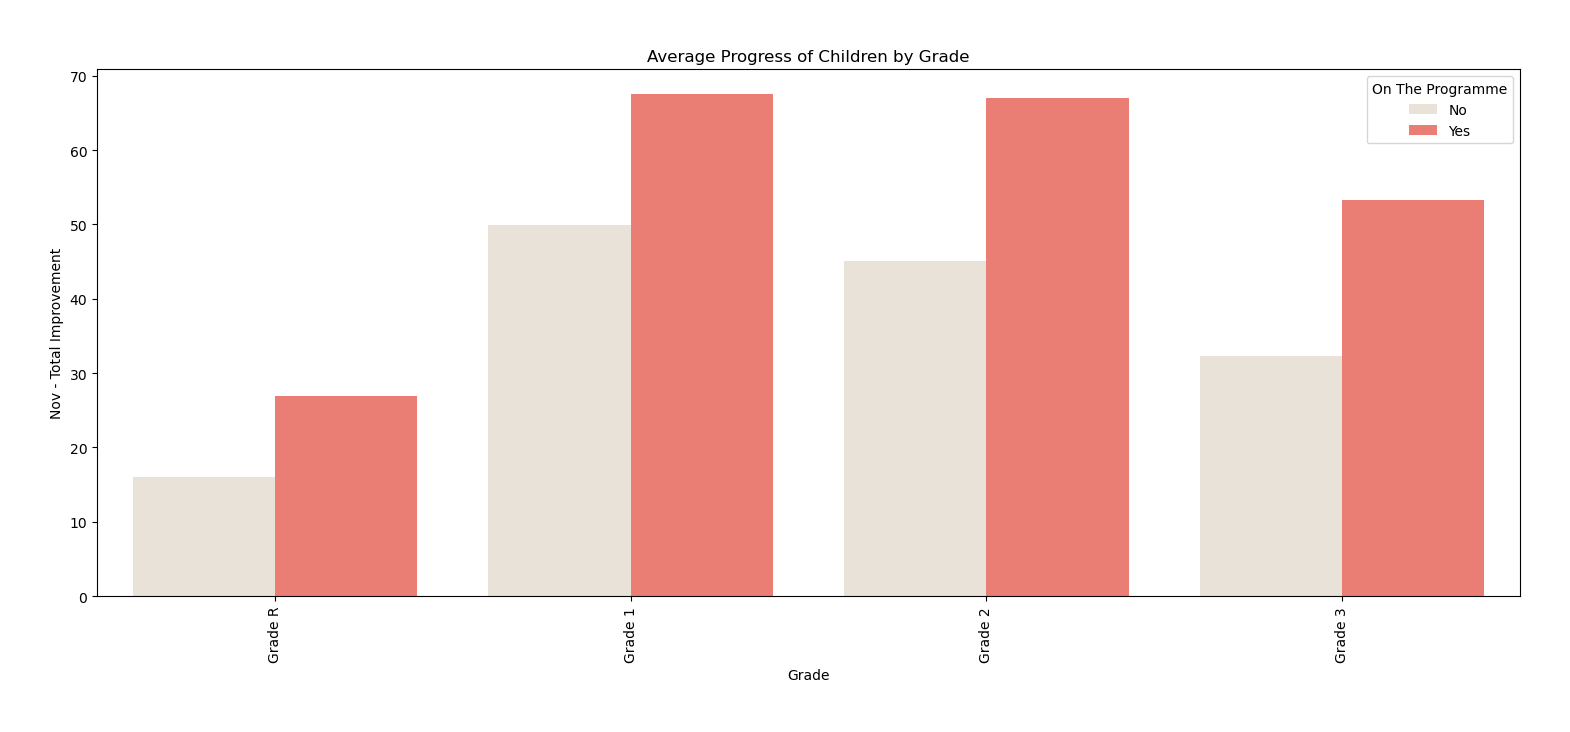 Average Progress of Children by Grade
On The Programme
No
Yes
Nov - Total Improvement
70
60
50
40
30
20
10
0
Grade R
Grade 1
Grade 2
Grade 3
Grade